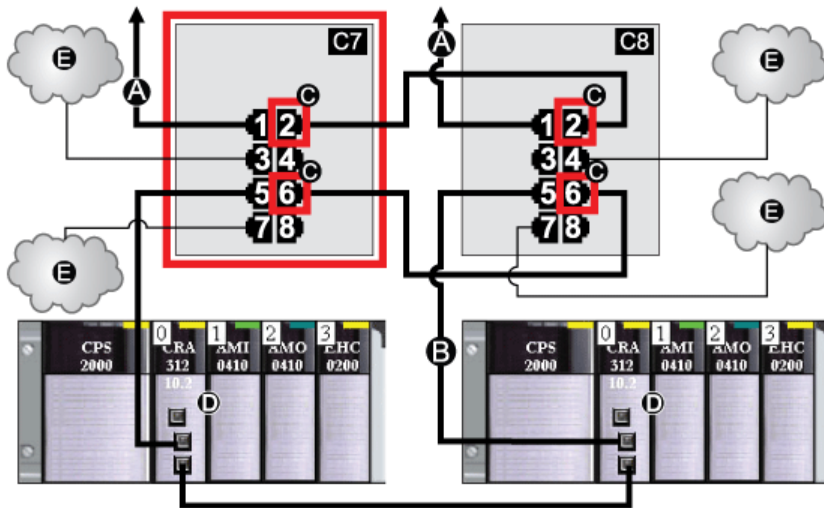 C7
C8
A
A
E
E
C
C
1 2
1 2
3 4
3 4
C
C
5 6
5 6
E
7 8
7 8
E
B
0 1 2 3
0 1 2 3
CPS 2000
CRA 312 10.2
AMI 0410
AMO 0410
EHC 0200
CPS 2000
CRA 312 10.2
AMI 0410
AMO 0410
EHC 0200
D
D